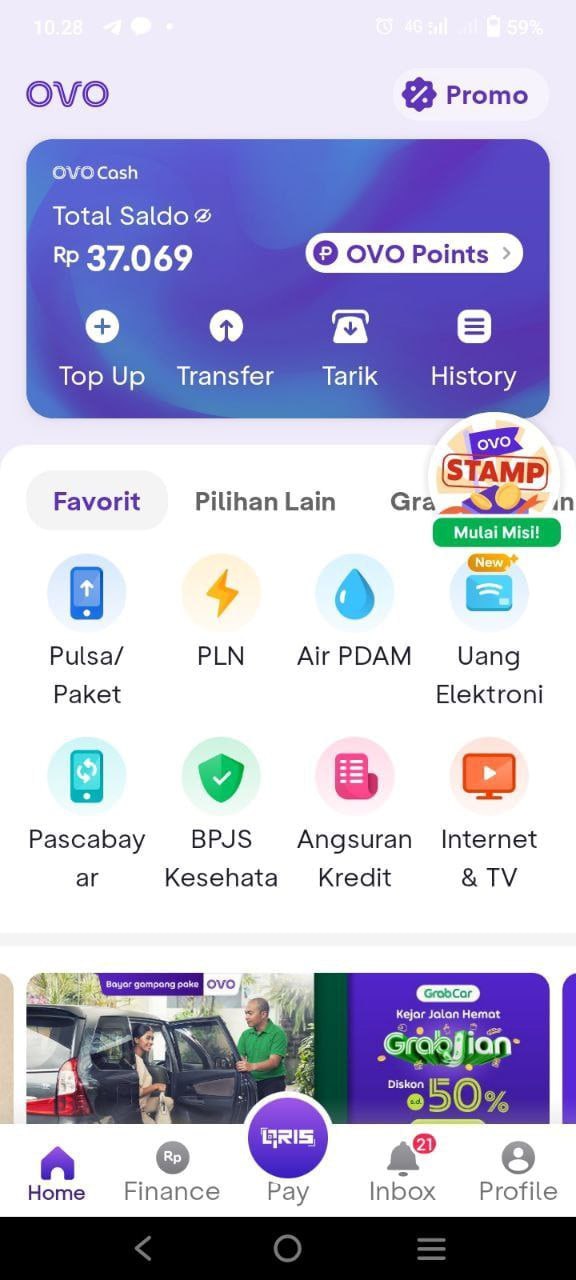 10.28
4G
59%
OVO
Promo
OVO Cash
Total Saldo
Rp 37.069
OVO Points
Top Up
Transfer
Tarik
History
OVO
STAMP
Mulai Misi!
Favorit
Pilihan Lain
Gra
an
New
Pulsa/
Paket
PLN
Air PDAM
Uang
Elektroni
Pascabay
ar
BPJS
Kesehata
Angsuran
Kredit
Internet
& TV
Bayar gampang pake OVO
GrabCar
Kejar Jalan Hemat
GrabJian
Diskon
s.d. 50%
QRIS
21
Rp
Home
Finance
Pay
Inbox
Profile